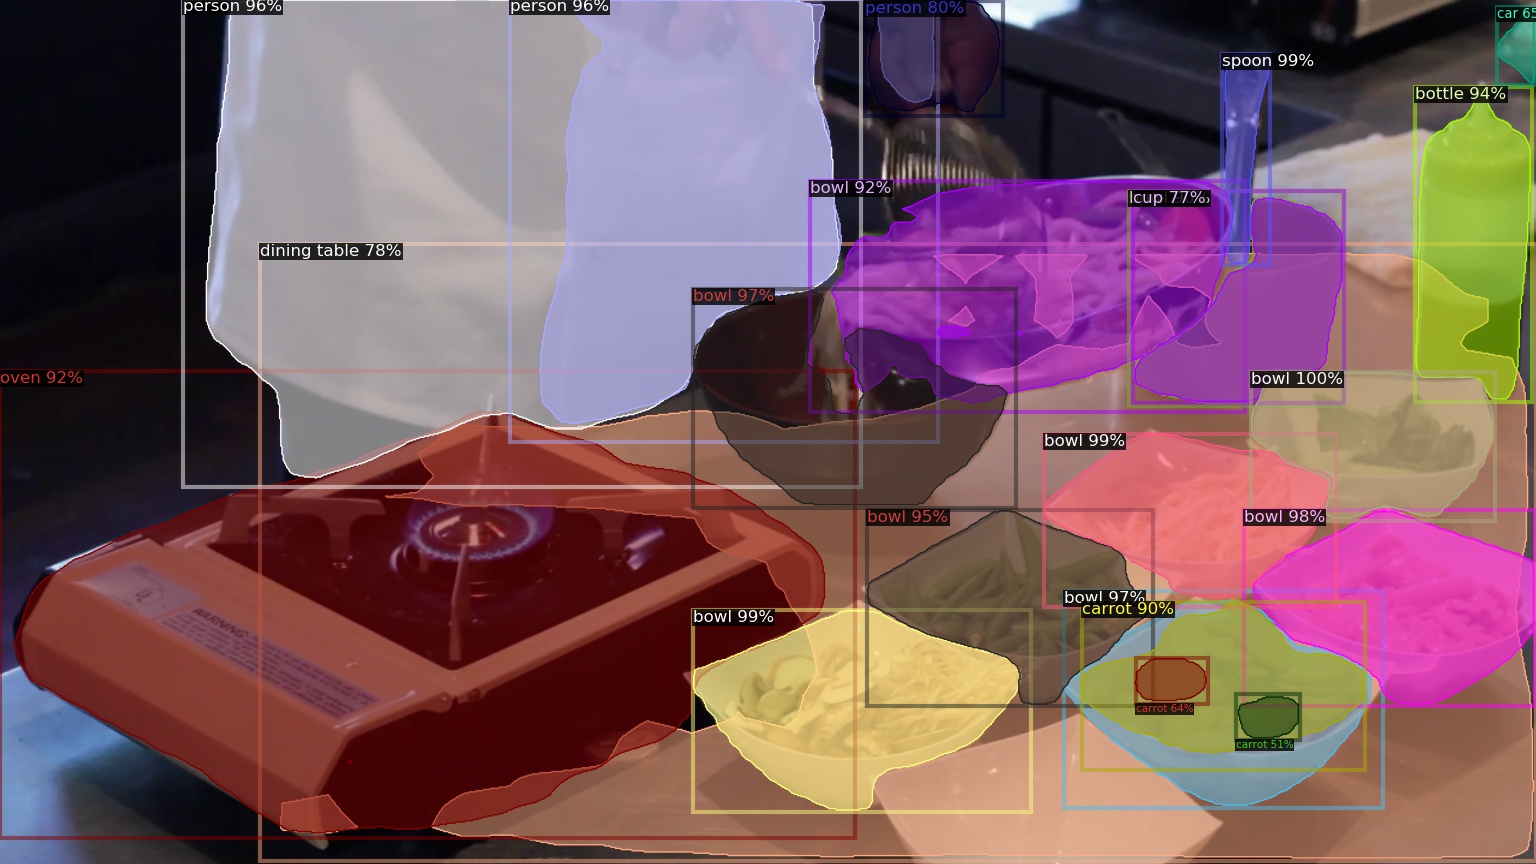 person 96%
person 96%
person 80%
car 65
spoon 99%
bottle 94%
bowl 92%
cup 77%
dining table 78%
bowl 97%
oven 92%
bowl 100%
bowl 99%
bowl 95%
bowl 98%
bowl 97%
carrot 90%
bowl 99%
WARNING:
carrot 64%
carrot 51%